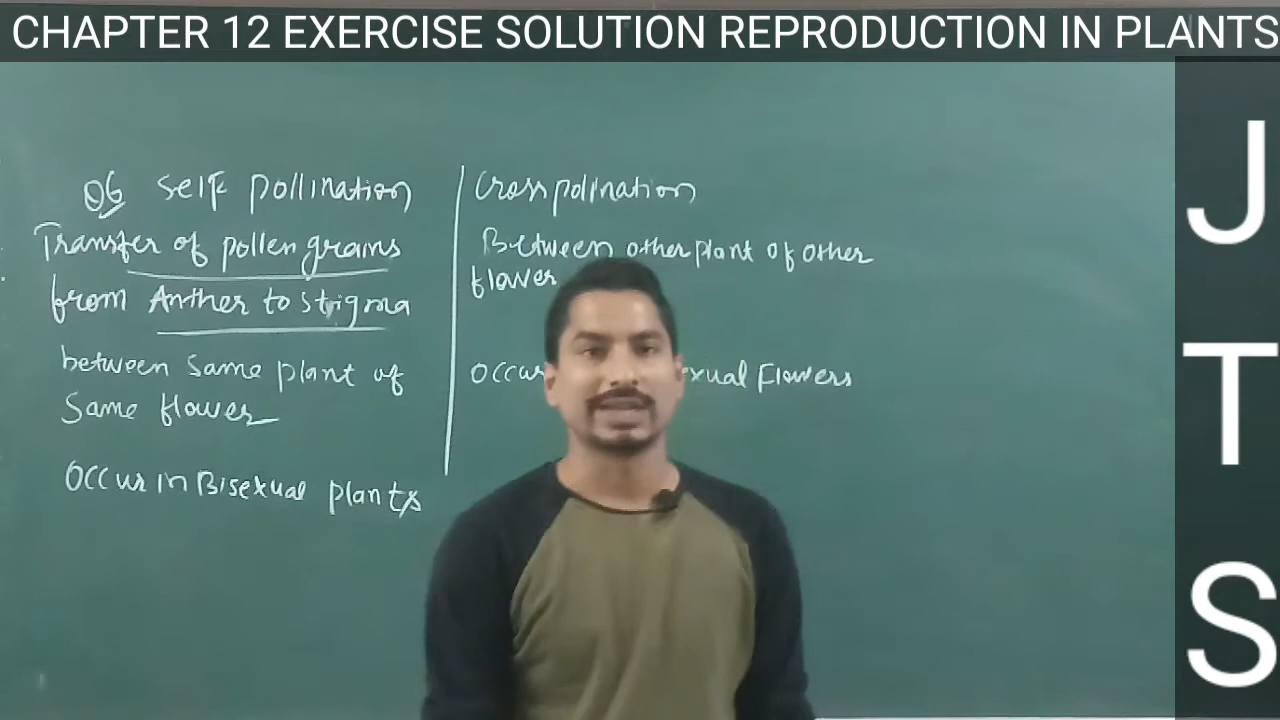 CHAPTER 12 EXERCISE SOLUTION REPRODUCTION IN PLANTS
J
T
S
Q6 Self pollination
Transfer of pollen grains
from Anther to Stigma
between Same plant of
Same flower
Occur in Bisexual plants
Cross polination
Between other plant of other
flower
Occur xual Flowers